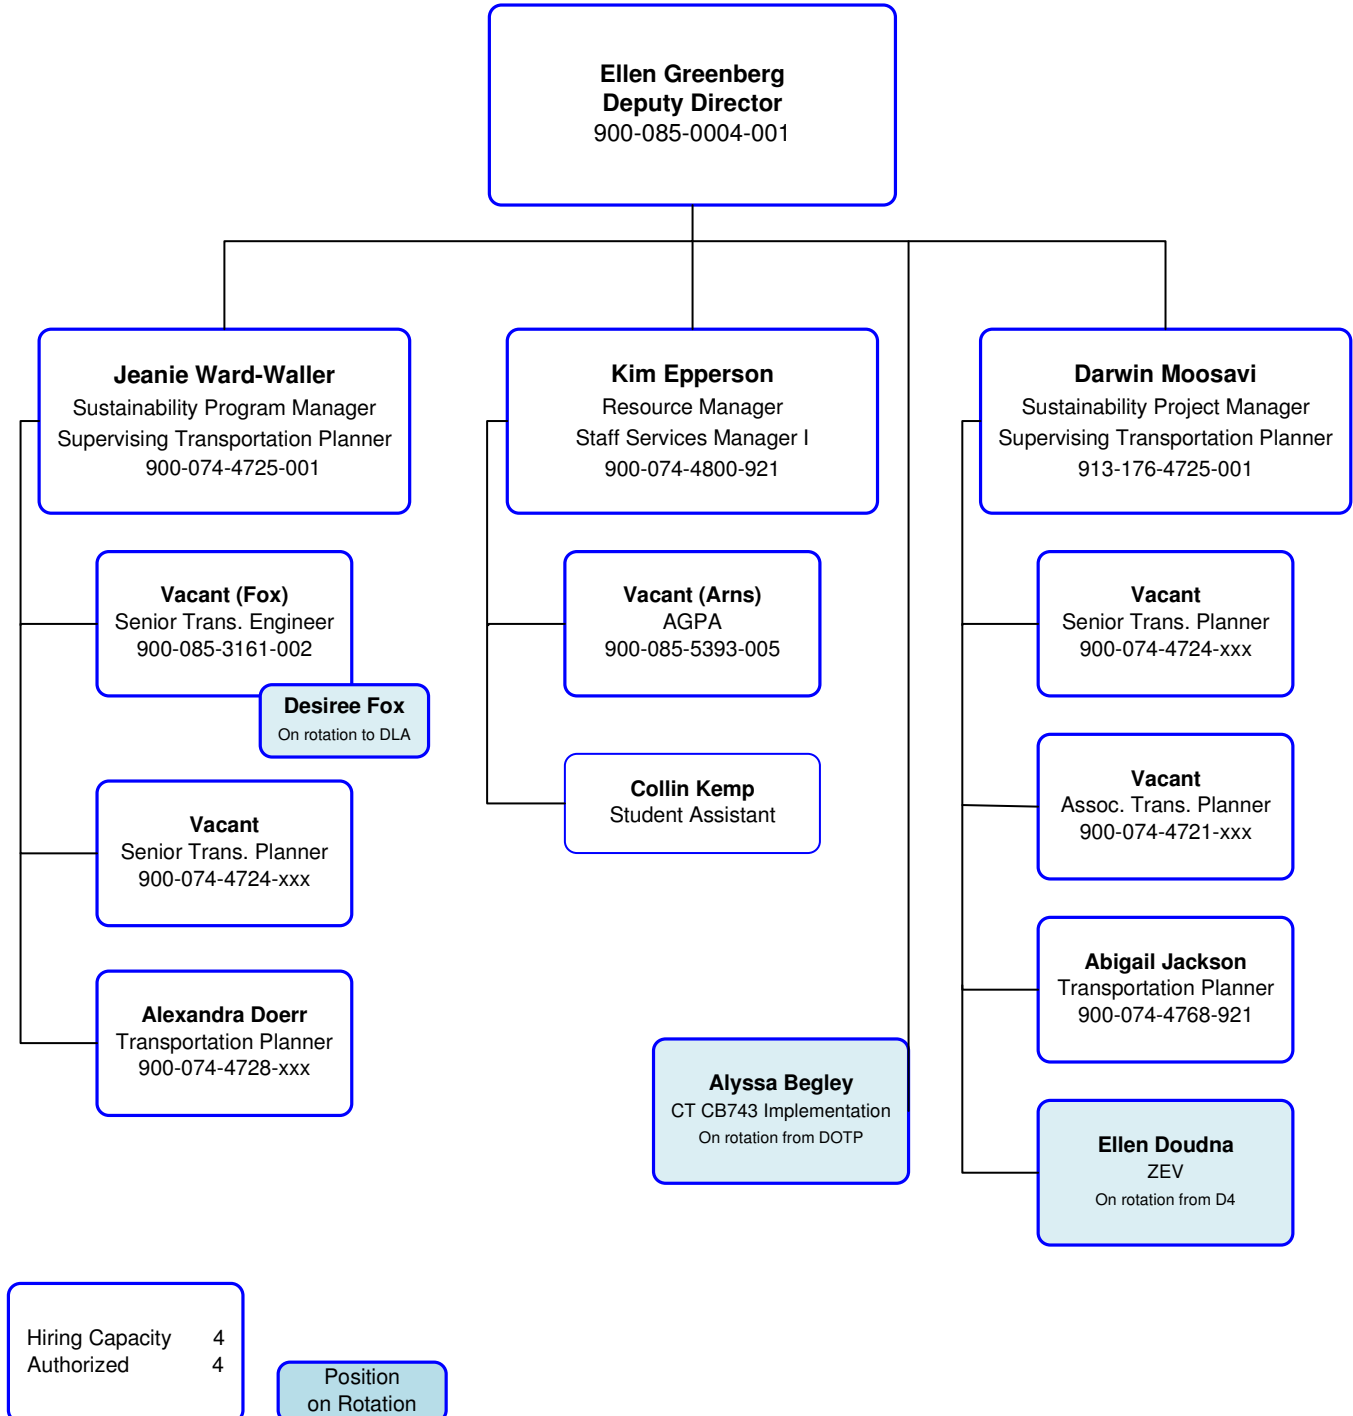 Ellen Greenberg
Deputy Director
900-085-0004-001
Jeanie Ward-Waller
Sustainability Program Manager
Supervising Transportation Planner
900-074-4725-001
Kim Epperson
Resource Manager
Staff Services Manager I
900-074-4800-921
Darwin Moosavi
Sustainability Project Manager
Supervising Transportation Planner
913-176-4725-001
Vacant (Fox)
Senior Trans. Engineer
900-085-3161-002
Desiree Fox
On rotation to DLA
Vacant
Senior Trans. Planner
900-074-4724-xxx
Alexandra Doerr
Transportation Planner
900-074-4728-xxx
Vacant (Arns)
AGPA
900-085-5393-005
Collin Kemp
Student Assistant
Alyssa Begley
CT CB743 Implementation
On rotation from DOTP
Vacant
Senior Trans. Planner
900-074-4724-xxx
Vacant
Assoc. Trans. Planner
900-074-4721-xxx
Abigail Jackson
Transportation Planner
900-074-4768-921
Ellen Doudna
ZEV
On rotation from D4
Hiring Capacity 4
Authorized 4
Position
on Rotation